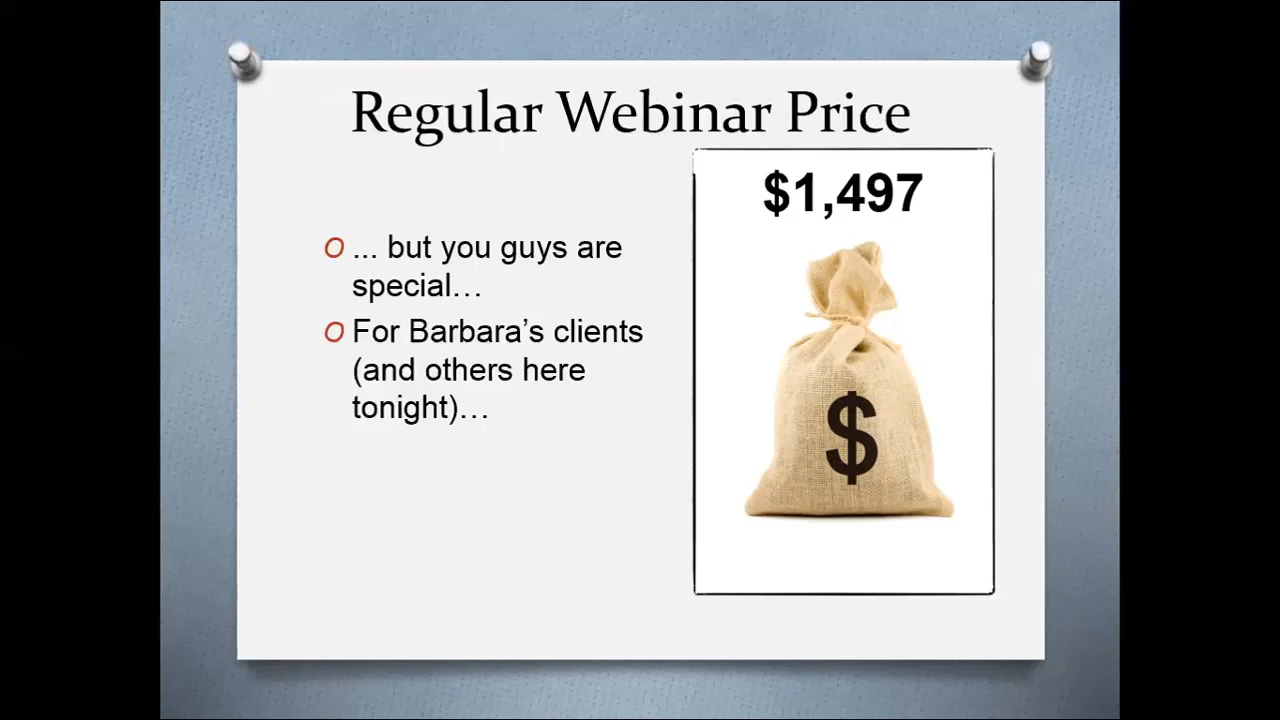 Regular Webinar Price
$1,497
... but you guys are
special…
For Barbara’s clients
(and others here
tonight)…
$